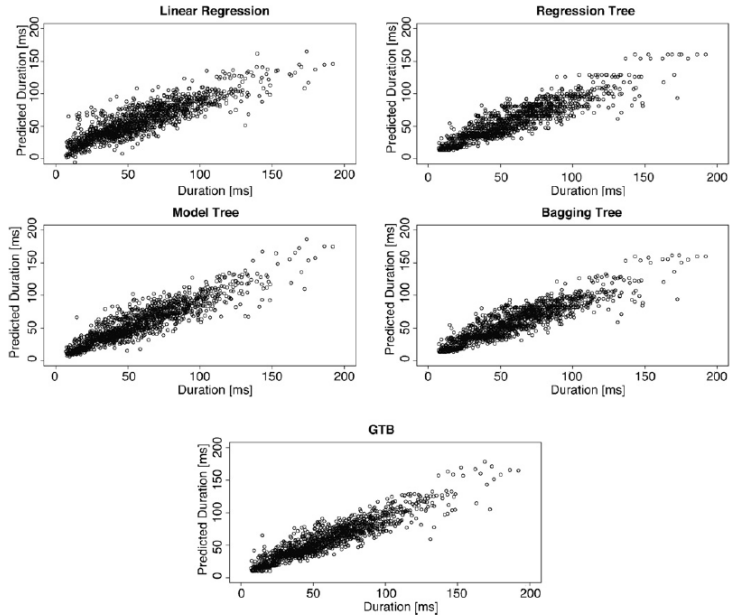 Linear Regression
Predicted Duration [ms]
0 50 100 150 200
0 50 100 150 200
Duration [ms]
Regression Tree
Predicted Duration [ms]
0 50 100 150 200
0 50 100 150 200
Duration [ms]
Model Tree
Predicted Duration [ms]
0 50 100 150 200
0 50 100 150 200
Duration [ms]
Bagging Tree
Predicted Duration [ms]
0 50 100 150 200
0 50 100 150 200
Duration [ms]
GTB
Predicted Duration [ms]
0 50 100 150 200
0 50 100 150 200
Duration [ms]